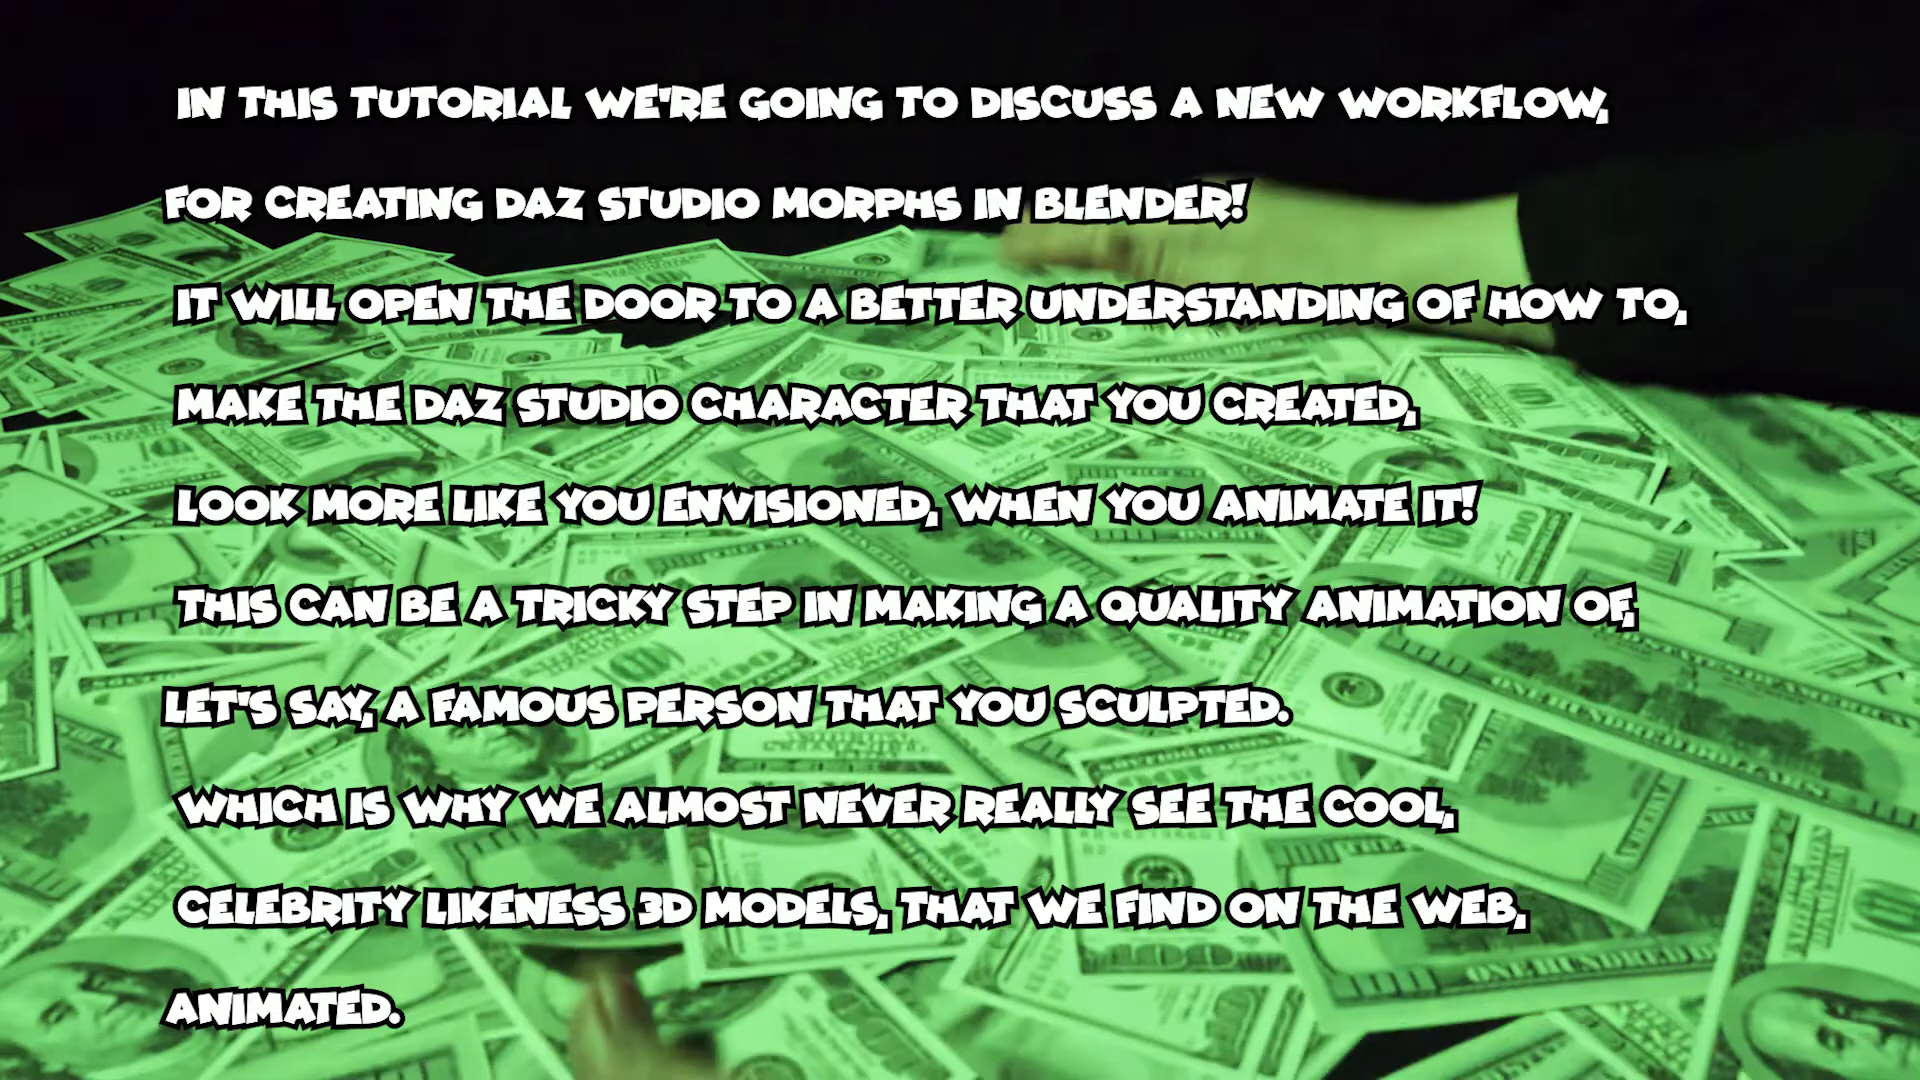 IN THIS TUTORIAL WE'RE GOING TO DISCUSS A NEW WORKFLOW,
FOR CREATING DAZ STUDIO MORPHS IN BLENDER!
IT WILL OPEN THE DOOR TO A BETTER UNDERSTANDING OF HOW TO,
MAKE THE DAZ STUDIO CHARACTER THAT YOU CREATED,
LOOK MORE LIKE YOU ENVISIONED, WHEN YOU ANIMATE IT!
THIS CAN BE A TRICKY STEP IN MAKING A QUALITY ANIMATION OF,
LET'S SAY, A FAMOUS PERSON THAT YOU SCULPTED.
WHICH IS WHY WE ALMOST NEVER REALLY SEE THE COOL,
CELEBRITY LIKENESS 3D MODELS, THAT WE FIND ON THE WEB,
ANIMATED.